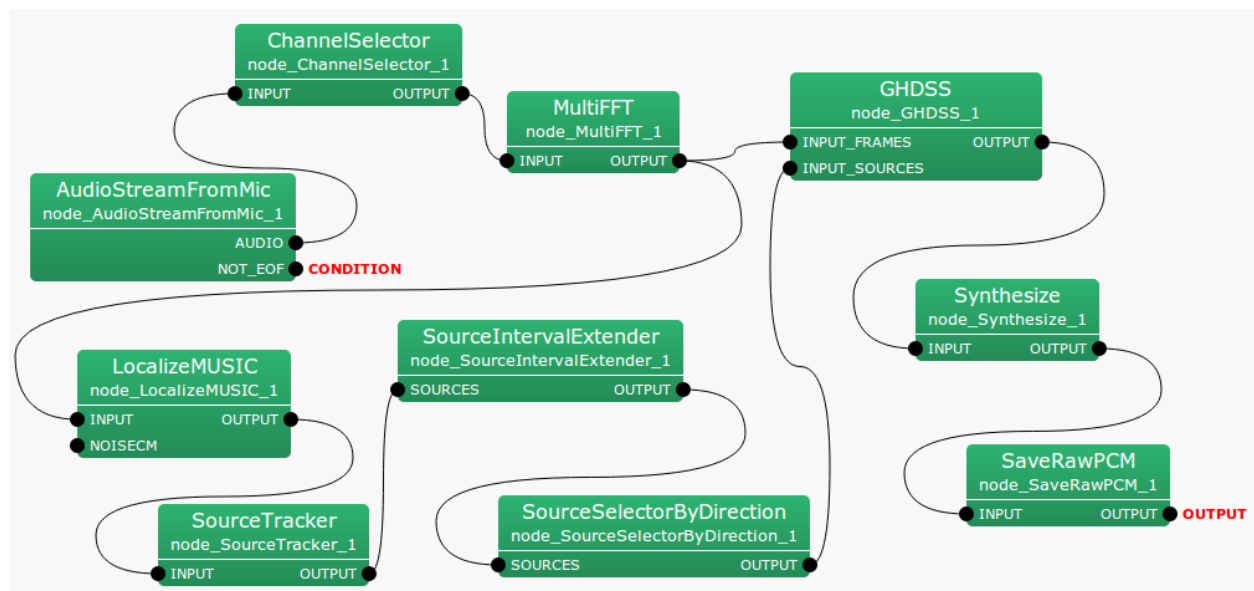 ChannelSelector
node_ChannelSelector_1
INPUT OUTPUT
MultiFFT
node_MultiFFT_1
INPUT OUTPUT
GHDSS
node_GHDSS_1
INPUT_FRAMES OUTPUT
INPUT_SOURCES
AudioStreamFromMic
node_AudioStreamFromMic_1
AUDIO
NOT_EOF CONDITION
Synthesize
node_Synthesize_1
INPUT OUTPUT
SourceIntervalExtender
node_SourceIntervalExtender_1
SOURCES OUTPUT
LocalizeMUSIC
node_LocalizeMUSIC_1
INPUT OUTPUT
NOISECM
SaveRawPCM
node_SaveRawPCM_1
INPUT OUTPUT OUTPUT
SourceTracker
node_SourceTracker_1
INPUT OUTPUT
SourceSelectorByDirection
node_SourceSelectorByDirection_1
SOURCES OUTPUT